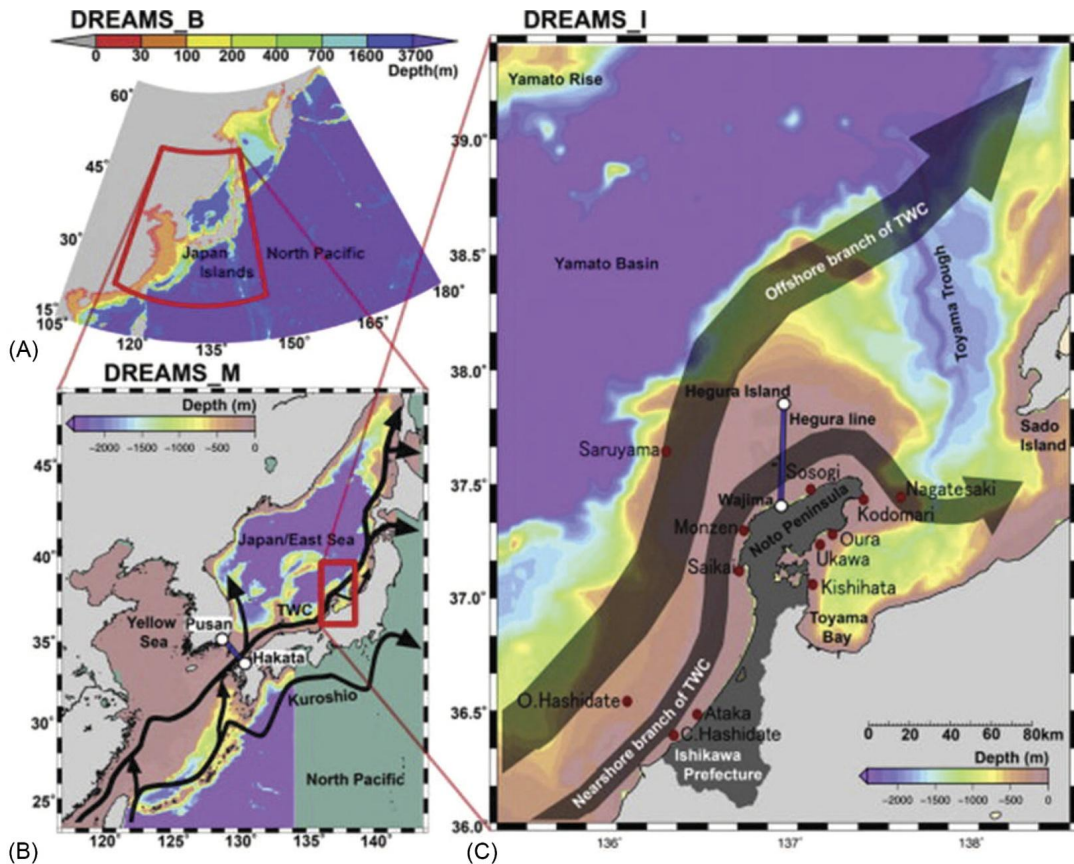 DREAMS_B
0 30 100 200 400 700 1600 3700
Depth(m)
60°
45°
30°
15°
105°
120°
135°
150°
165°
180°
Japan
Islands
North Pacific
(A)
DREAMS_M
Depth (m)
−2000 −1500 −1000 −500 0
45°
40°
35°
30°
25°
120° 125° 130° 135° 140°
Japan/East Sea
TWC
Yellow
Sea
Pusan
Hakata
Kuroshio
North Pacific
(B)
DREAMS_I
Yamato Rise
39.0°
38.5°
38.0°
37.5°
37.0°
36.5°
36.0°
Yamato Basin
Offshore branch of TWC
Toyama Trough
Hegura Island
Hegura line
Sado
Island
Saruyama
Sosogi
Nagatesaki
Wajima
Noto Peninsula
Kodomari
Monzen
Oura
Ukawa
Saikai
Kishihata
Toyama
Bay
O.Hashidate
Nearshore branch of TWC
Ataka
C.Hashidate
Ishikawa
Prefecture
0 20 40 60 80km
Depth (m)
−2000 −1500 −1000 −500 0
136° 137° 138°
(C)